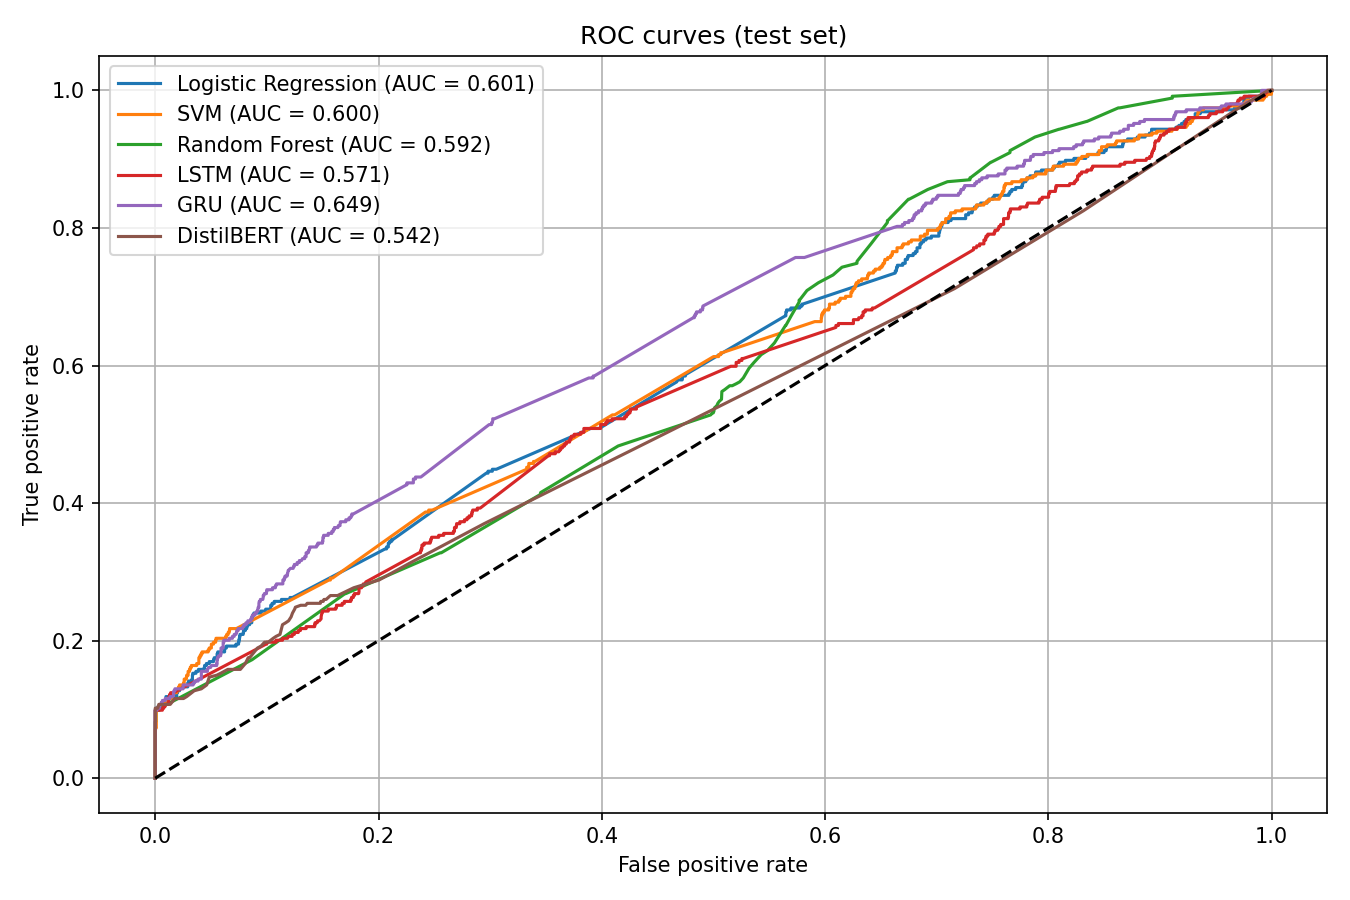 ROC curves (test set)
Logistic Regression (AUC = 0.601)
SVM (AUC = 0.600)
Random Forest (AUC = 0.592)
LSTM (AUC = 0.571)
GRU (AUC = 0.649)
DistilBERT (AUC = 0.542)
True positive rate
1.0
0.8
0.6
0.4
0.2
0.0
0.0 0.2 0.4 0.6 0.8 1.0
False positive rate